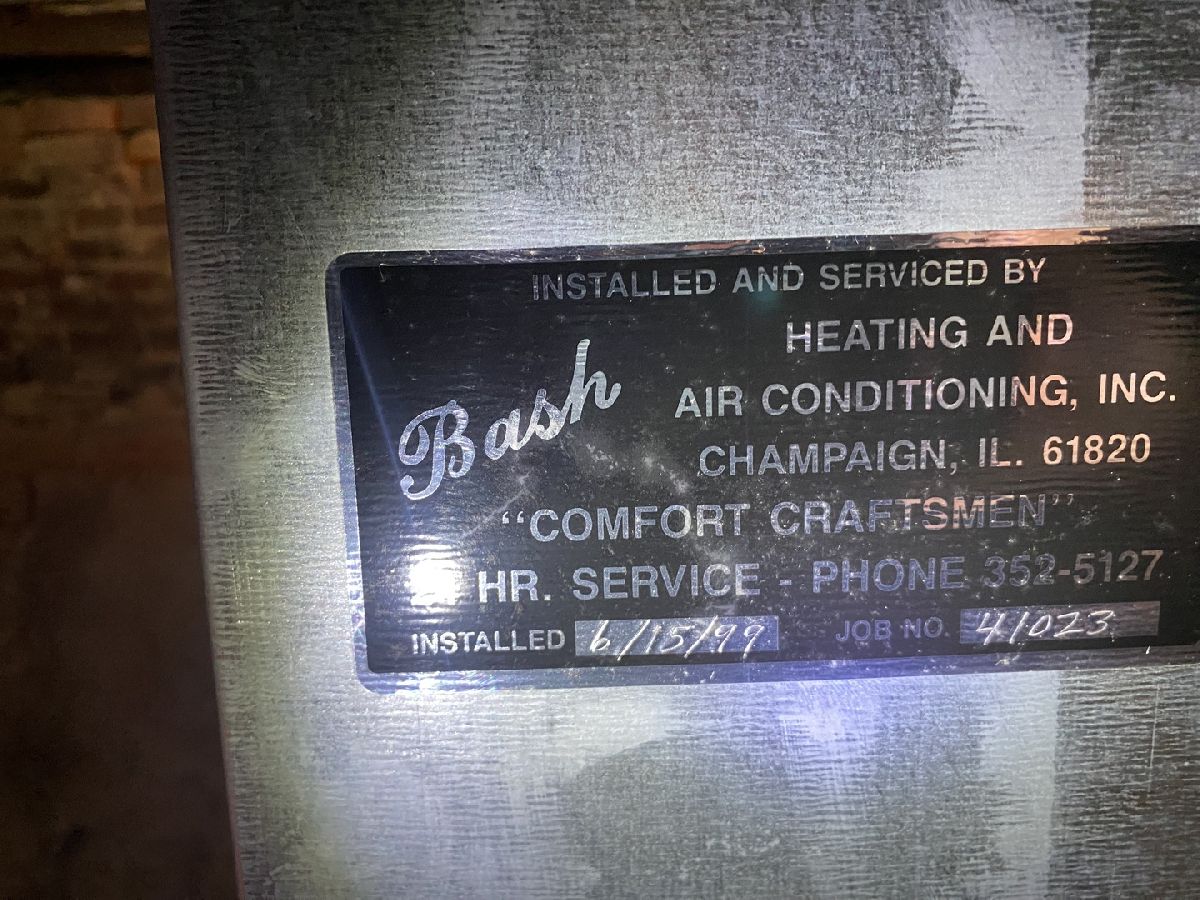 INSTALLED AND SERVICED BY
Bash HEATING AND
AIR CONDITIONING, INC.
CHAMPAIGN, IL. 61820
"COMFORT CRAFTSMEN"
HR. SERVICE - PHONE 352-5127
INSTALLED 6/15/99 JOB NO. 41023